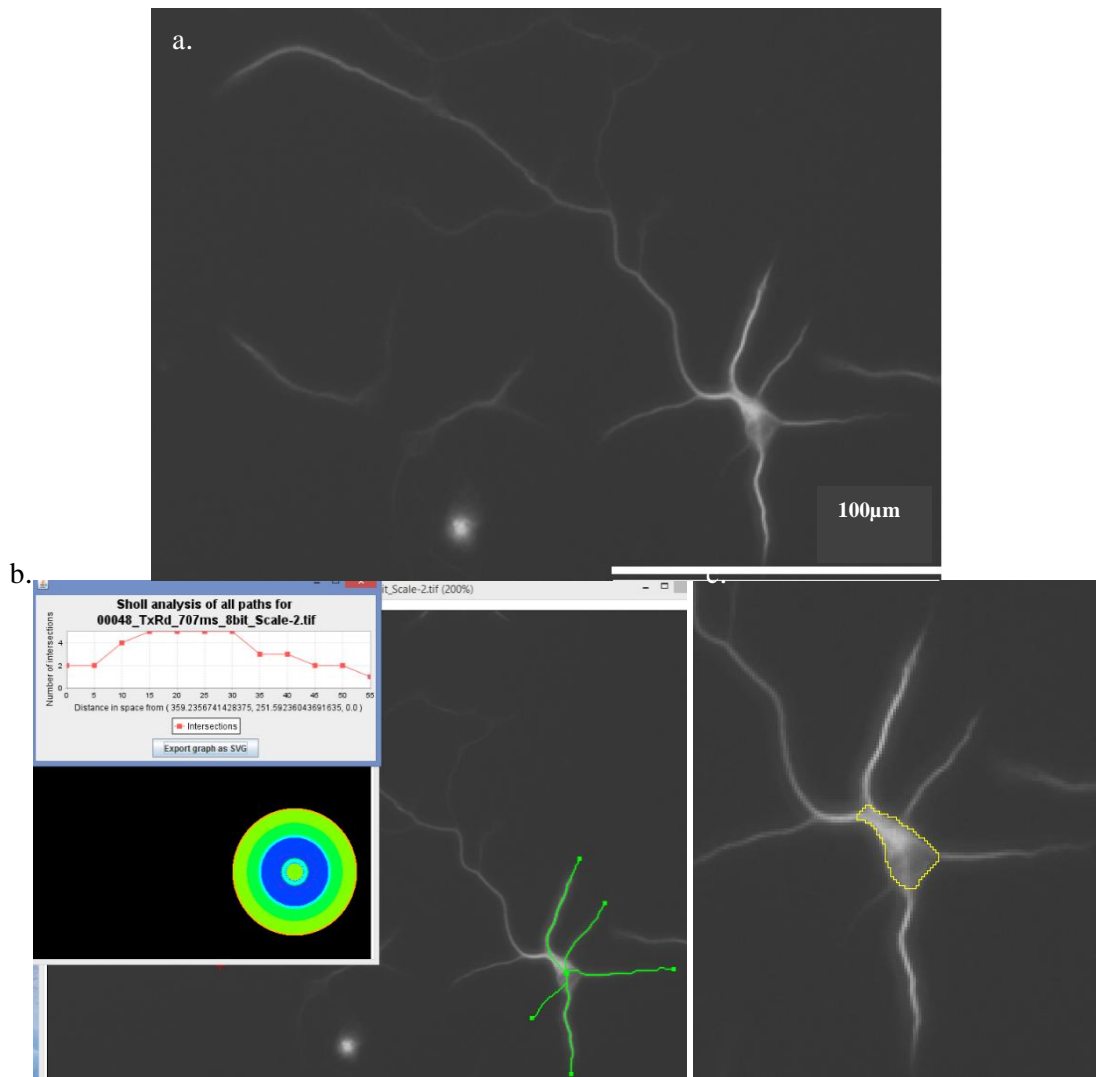 a.
100µm
b.
it_Scale-2.tif (200%)
c.
Sholl analysis of all paths for
00048_TxRd_707ms_8bit_Scale-2.tif
Number of intersections
4
2
0
0 5 10 15 20 25 30 35 40 45 50 55
Distance in space from ( 359.2356741428375, 251.59236043691635, 0.0 )
Intersections
Export graph as SVG